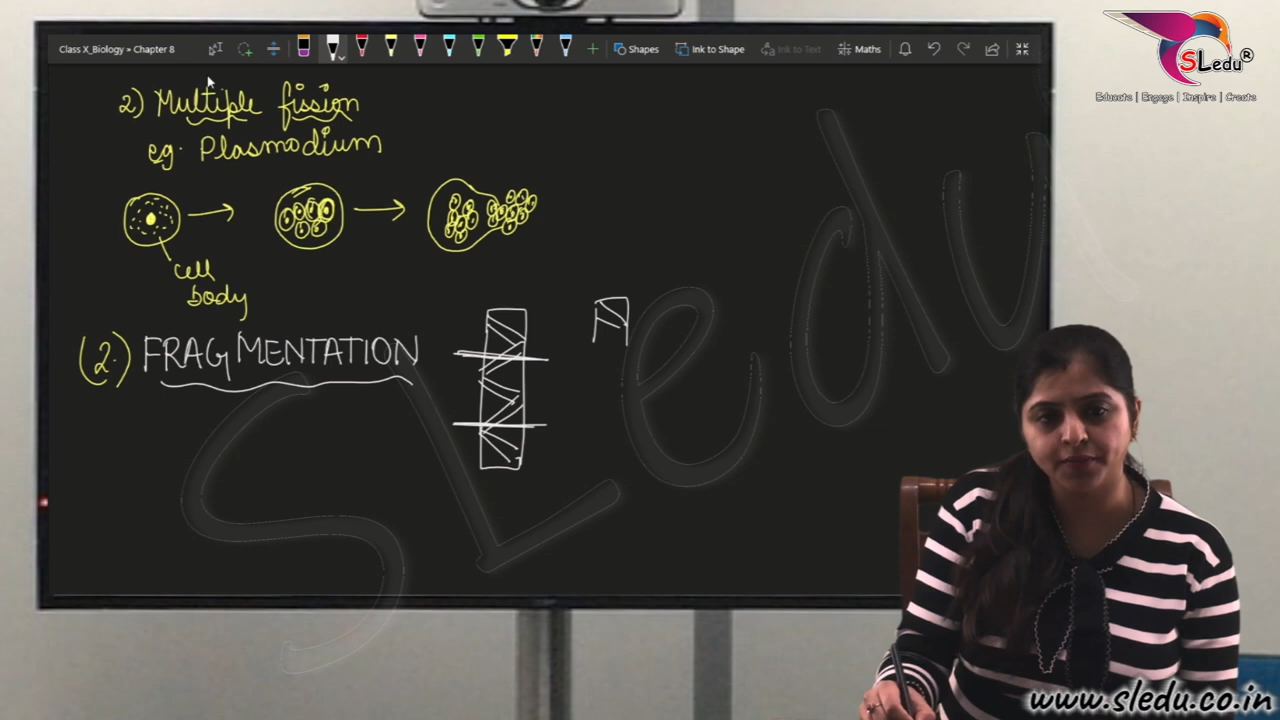 Class X_Biology » Chapter 8
Shapes
Ink to Shape
Ink to Text
Maths
SLedu®
Educate | Engage | Inspire | Create
2) Multiple fission
eg. Plasmodium
cell
body
(2.) FRAGMENTATION
SLedu
www.sledu.co.in